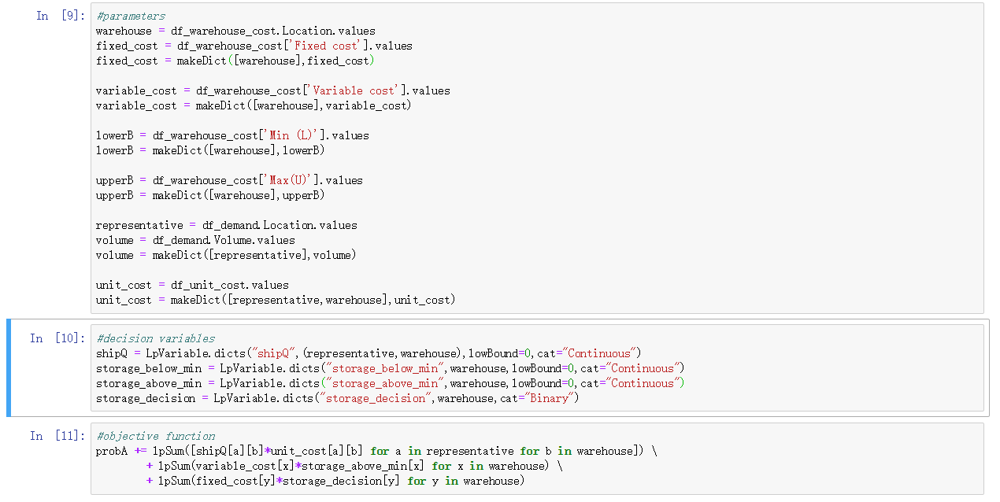 In [9]:
#parameters
warehouse = df_warehouse_cost.Location.values
fixed_cost = df_warehouse_cost['Fixed cost'].values
fixed_cost = makeDict([warehouse],fixed_cost)
variable_cost = df_warehouse_cost['Variable cost'].values
variable_cost = makeDict([warehouse],variable_cost)
lowerB = df_warehouse_cost['Min (L)'].values
lowerB = makeDict([warehouse],lowerB)
upperB = df_warehouse_cost['Max(U)'].values
upperB = makeDict([warehouse],upperB)
representative = df_demand.Location.values
volume = df_demand.Volume.values
volume = makeDict([representative],volume)
unit_cost = df_unit_cost.values
unit_cost = makeDict([representative,warehouse],unit_cost)
In [10]:
#decision variables
shipQ = LpVariable.dicts("shipQ",(representative,warehouse),lowBound=0,cat="Continuous")
storage_below_min = LpVariable.dicts("storage_below_min",warehouse,lowBound=0,cat="Continuous")
storage_above_min = LpVariable.dicts("storage_above_min",warehouse,lowBound=0,cat="Continuous")
storage_decision = LpVariable.dicts("storage_decision",warehouse,cat="Binary")
In [11]:
#objective function
probA += lpSum([shipQ[a][b]*unit_cost[a][b] for a in representative for b in warehouse]) \
+ lpSum(variable_cost[x]*storage_above_min[x] for x in warehouse) \
+ lpSum(fixed_cost[y]*storage_decision[y] for y in warehouse)